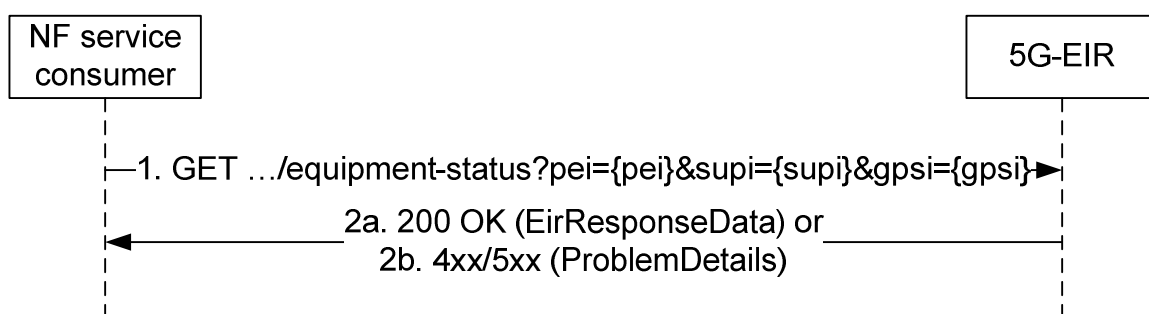 NF service
consumer
5G-EIR
1. GET …/equipment-status?pei={pei}&supi={supi}&gpsi={gpsi}
2a. 200 OK (EirResponseData) or
2b. 4xx/5xx (ProblemDetails)